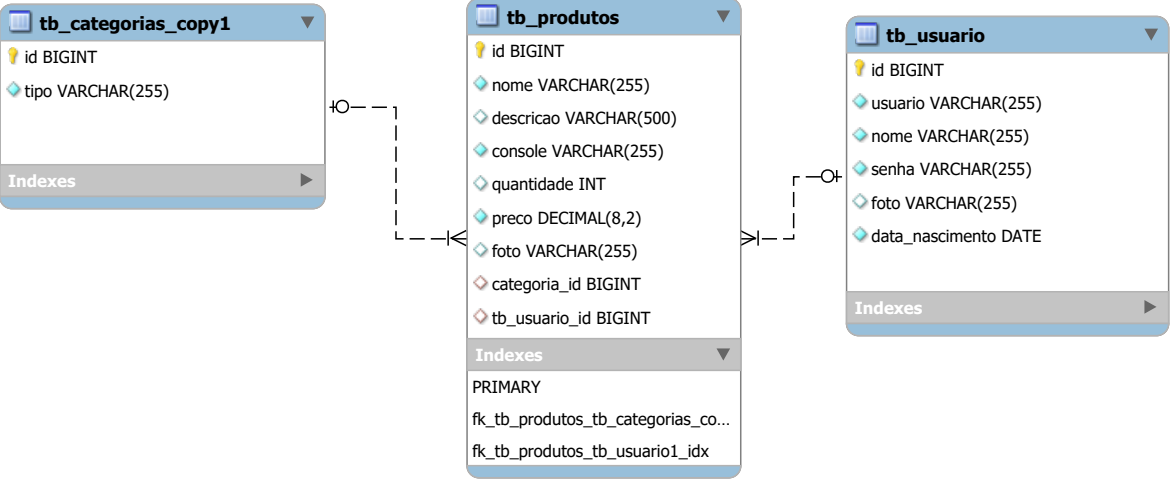 tb_categorias_copy1
id BIGINT
tipo VARCHAR(255)
Indexes
tb_produtos
id BIGINT
nome VARCHAR(255)
descricao VARCHAR(500)
console VARCHAR(255)
quantidade INT
preco DECIMAL(8,2)
foto VARCHAR(255)
categoria_id BIGINT
tb_usuario_id BIGINT
Indexes
PRIMARY
fk_tb_produtos_tb_categorias_co...
fk_tb_produtos_tb_usuario1_idx
tb_usuario
id BIGINT
usuario VARCHAR(255)
nome VARCHAR(255)
senha VARCHAR(255)
foto VARCHAR(255)
data_nascimento DATE
Indexes